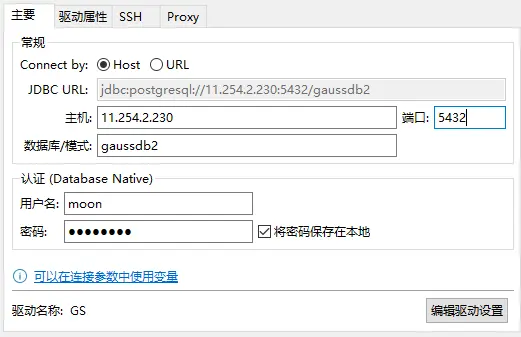 主要 驱动属性 SSH Proxy
常规
Connect by: Host URL
JDBC URL: jdbc:postgresql://11.254.2.230:5432/gaussdb2
主机: 11.254.2.230 端口: 5432
数据库/模式: gaussdb2
认证 (Database Native)
用户名: moon
密码: ●●●●●●●● 将密码保存在本地
可以在连接参数中使用变量
驱动名称: GS 编辑驱动设置